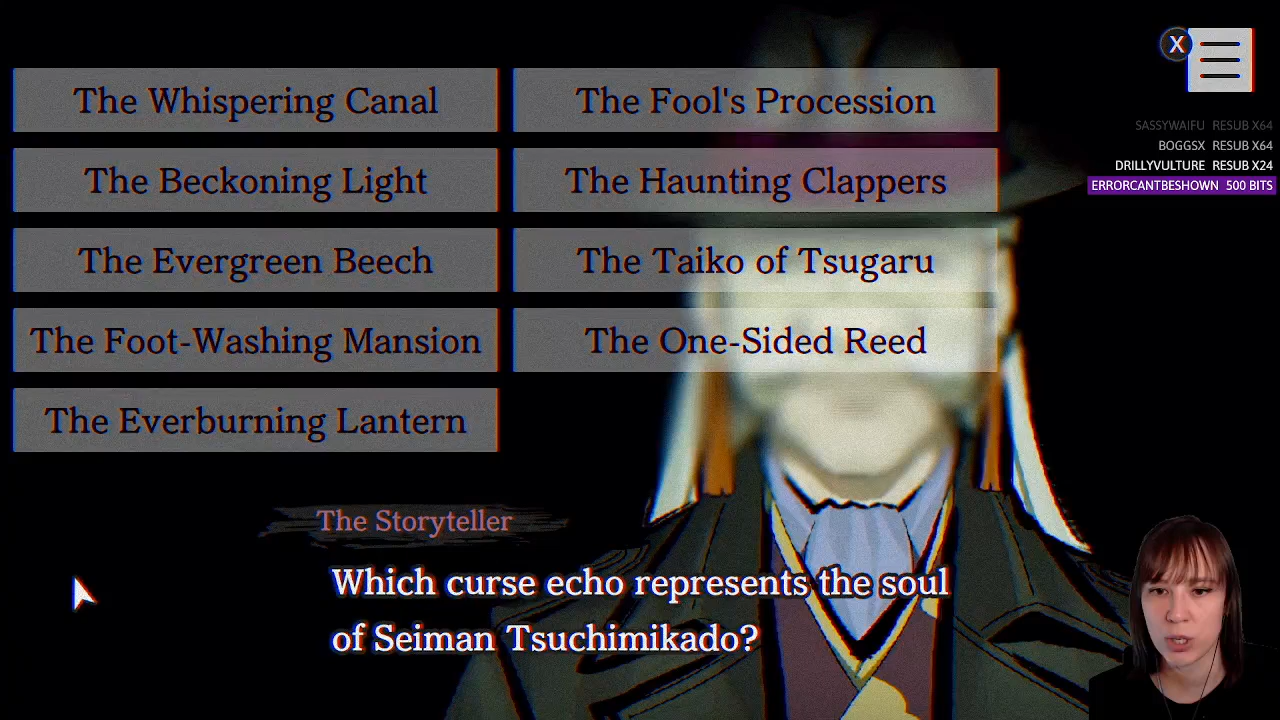 The Whispering Canal
The Fool's Procession
The Beckoning Light
The Haunting Clappers
The Evergreen Beech
The Taiko of Tsugaru
The Foot-Washing Mansion
The One-Sided Reed
The Everburning Lantern
X
SASSYWAIFU RESUB X64
BOGGSX RESUB X64
DRILLYVULTURE RESUB X24
ERRORCANTBESHOWN 500 BITS
The Storyteller
Which curse echo represents the soul
of Seiman Tsuchimikado?